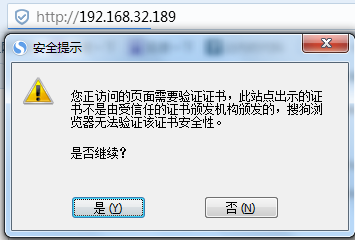 http://192.168.32.189
安全提示
您正访问的页面需要验证证书，此站点出示的证
书不是由受信任的证书颁发机构颁发的，搜狗浏
览器无法验证该证书安全性。
是否继续？
是(Y)
否(N)